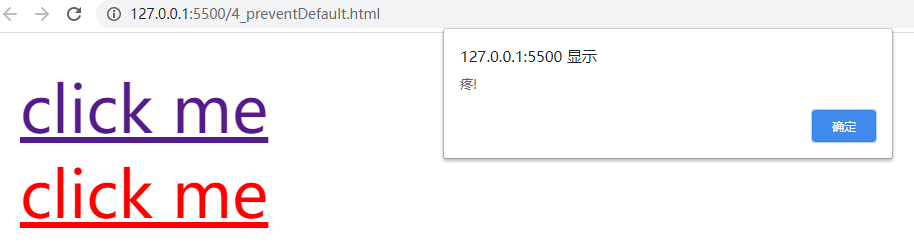 127.0.0.1:5500/4_preventDefault.html
127.0.0.1:5500 显示
疼!
确定
click me
click me